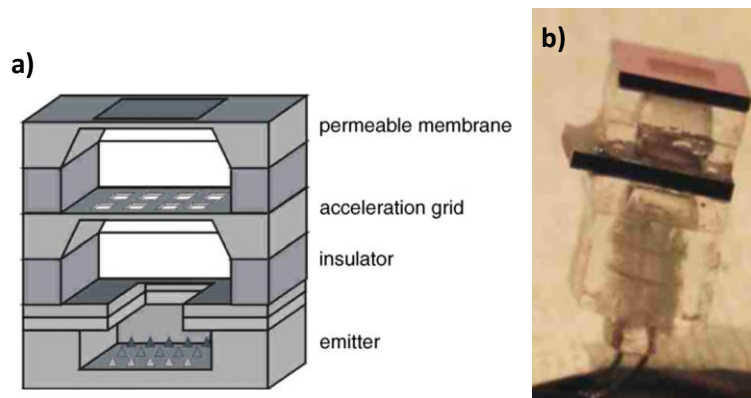 a)
permeable membrane
acceleration grid
insulator
emitter
b)